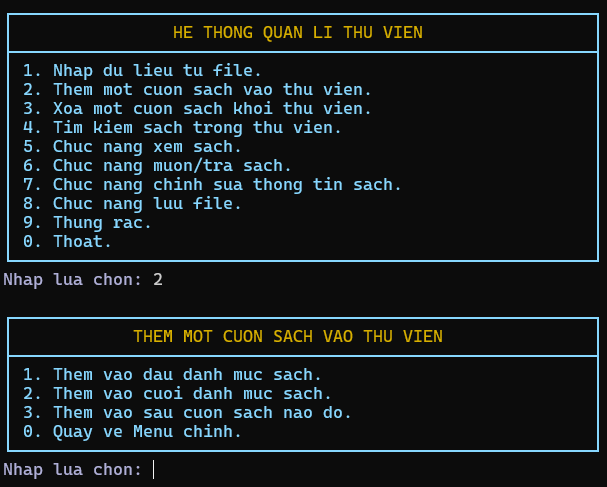 HE THONG QUAN LI THU VIEN
1. Nhap du lieu tu file.
2. Them mot cuon sach vao thu vien.
3. Xoa mot cuon sach khoi thu vien.
4. Tim kiem sach trong thu vien.
5. Chuc nang xem sach.
6. Chuc nang muon/tra sach.
7. Chuc nang chinh sua thong tin sach.
8. Chuc nang luu file.
9. Thung rac.
0. Thoat.
Nhap lua chon: 2
THEM MOT CUON SACH VAO THU VIEN
1. Them vao dau danh muc sach.
2. Them vao cuoi danh muc sach.
3. Them vao sau cuon sach nao do.
0. Quay ve Menu chinh.
Nhap lua chon: